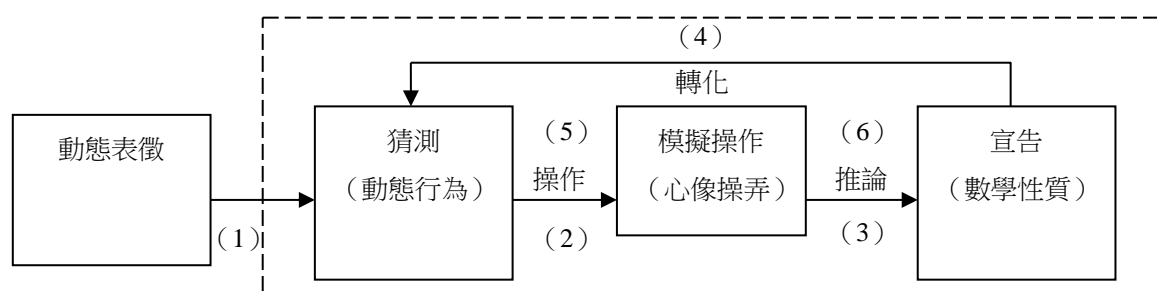 （4）
轉化
動態表徵
猜測
（動態行為）
（5）
操作
（2）
模擬操作
（心像操弄）
（6）
推論
（3）
宣告
（數學性質）
（1）